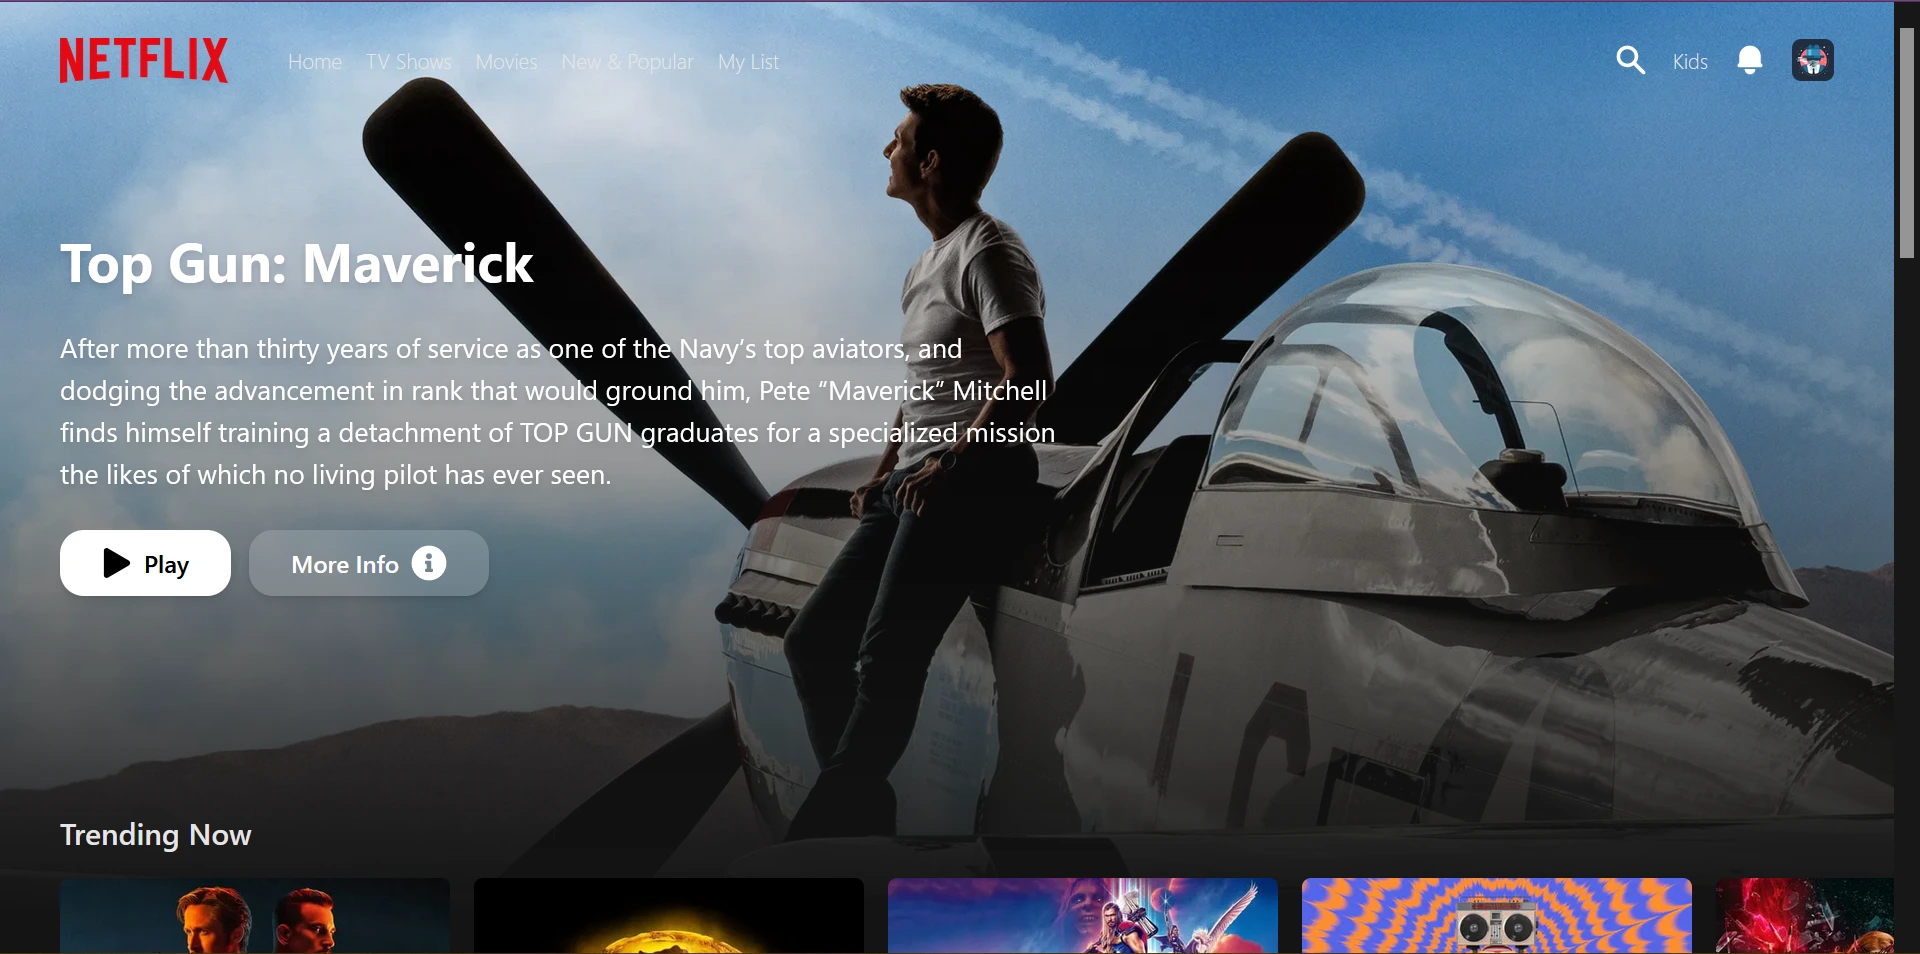 NETFLIX
Home TV Shows Movies New & Popular My List
Kids
Top Gun: Maverick
After more than thirty years of service as one of the Navy’s top aviators, and
dodging the advancement in rank that would ground him, Pete “Maverick” Mitchell
finds himself training a detachment of TOP GUN graduates for a specialized mission
the likes of which no living pilot has ever seen.
Play
More Info
Trending Now